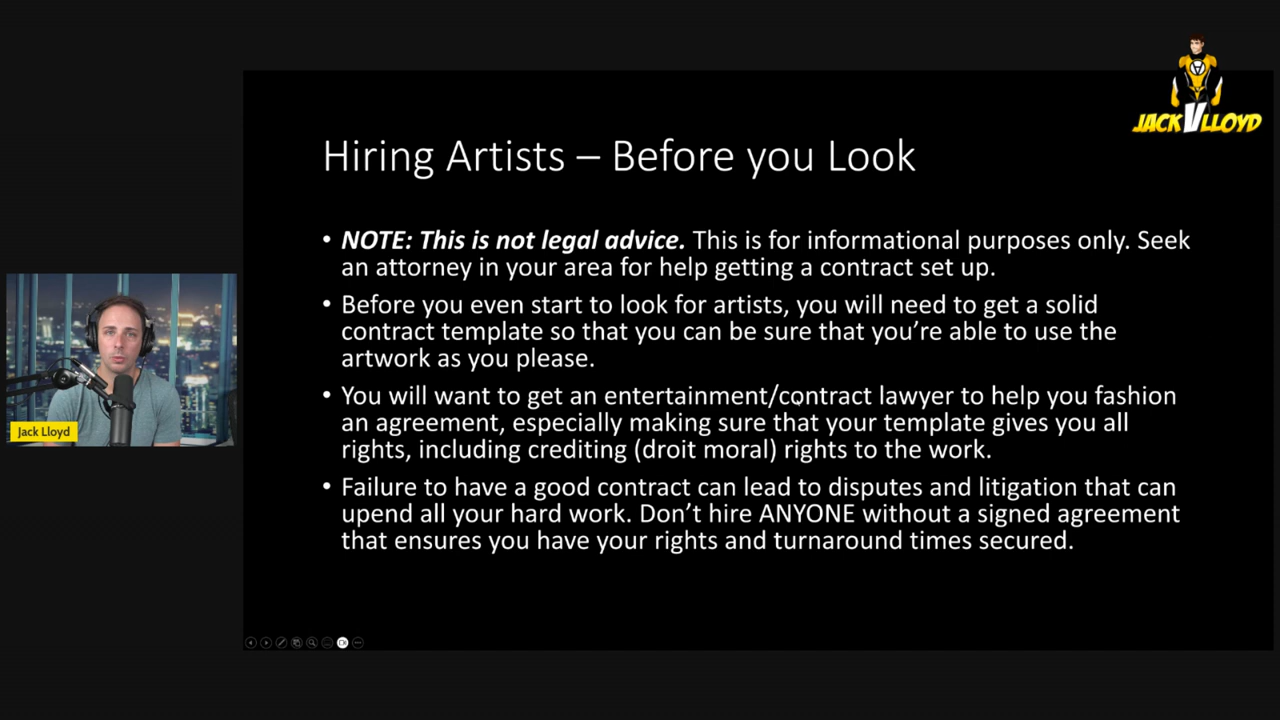 JACK V LLOYD
Hiring Artists – Before you Look
• NOTE: This is not legal advice. This is for informational purposes only. Seek
an attorney in your area for help getting a contract set up.
• Before you even start to look for artists, you will need to get a solid
contract template so that you can be sure that you’re able to use the
artwork as you please.
• You will want to get an entertainment/contract lawyer to help you fashion
an agreement, especially making sure that your template gives you all
rights, including crediting (droit moral) rights to the work.
• Failure to have a good contract can lead to disputes and litigation that can
upend all your hard work. Don’t hire ANYONE without a signed agreement
that ensures you have your rights and turnaround times secured.
Jack Lloyd